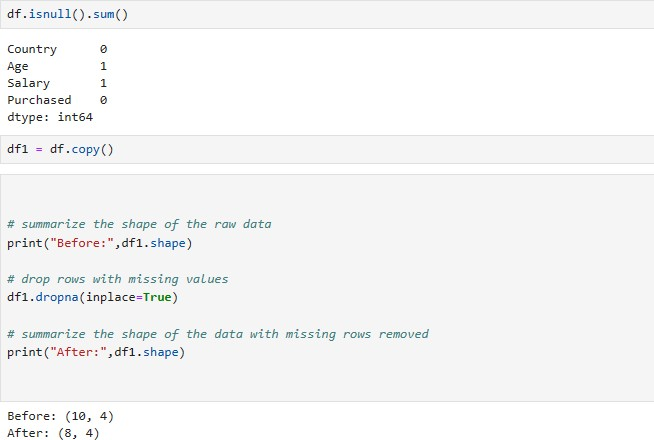 df.isnull().sum()
Country 0
Age 1
Salary 1
Purchased 0
dtype: int64
df1 = df.copy()
# summarize the shape of the raw data
print("Before:",df1.shape)
# drop rows with missing values
df1.dropna(inplace=True)
# summarize the shape of the data with missing rows removed
print("After:",df1.shape)
Before: (10, 4)
After: (8, 4)